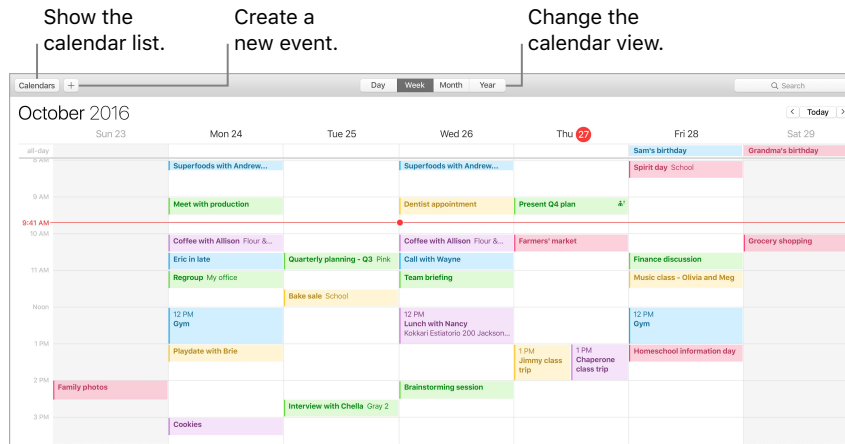 Show the
calendar list.
Create a
new event.
Change the
calendar view.
Calendars +
Day Week Month Year
Search
October 2016
< Today >
Sun 23 Mon 24 Tue 25 Wed 26 Thu 27 Fri 28 Sat 29
all-day
Sam's birthday
Grandma's birthday
8 AM
Superfoods with Andrew...
Superfoods with Andrew...
Spirit day School
9 AM
Meet with production
Dentist appointment
Present Q4 plan
9:41 AM
10 AM
Coffee with Allison Flour &...
Coffee with Allison Flour &...
Farmers' market
Grocery shopping
Eric in late
Quarterly planning - Q3 Pink
Call with Wayne
Finance discussion
11 AM
Regroup My office
Team briefing
Music class - Olivia and Meg
Bake sale School
Noon
12 PM
Gym
12 PM
Lunch with Nancy
Kokkari Estiatorio 200 Jackson...
12 PM
Gym
1 PM
Playdate with Brie
1 PM
Jimmy class
trip
1 PM
Chaperone
class trip
Homeschool information day
2 PM
Family photos
Brainstorming session
Interview with Chella Gray 2
3 PM
Cookies